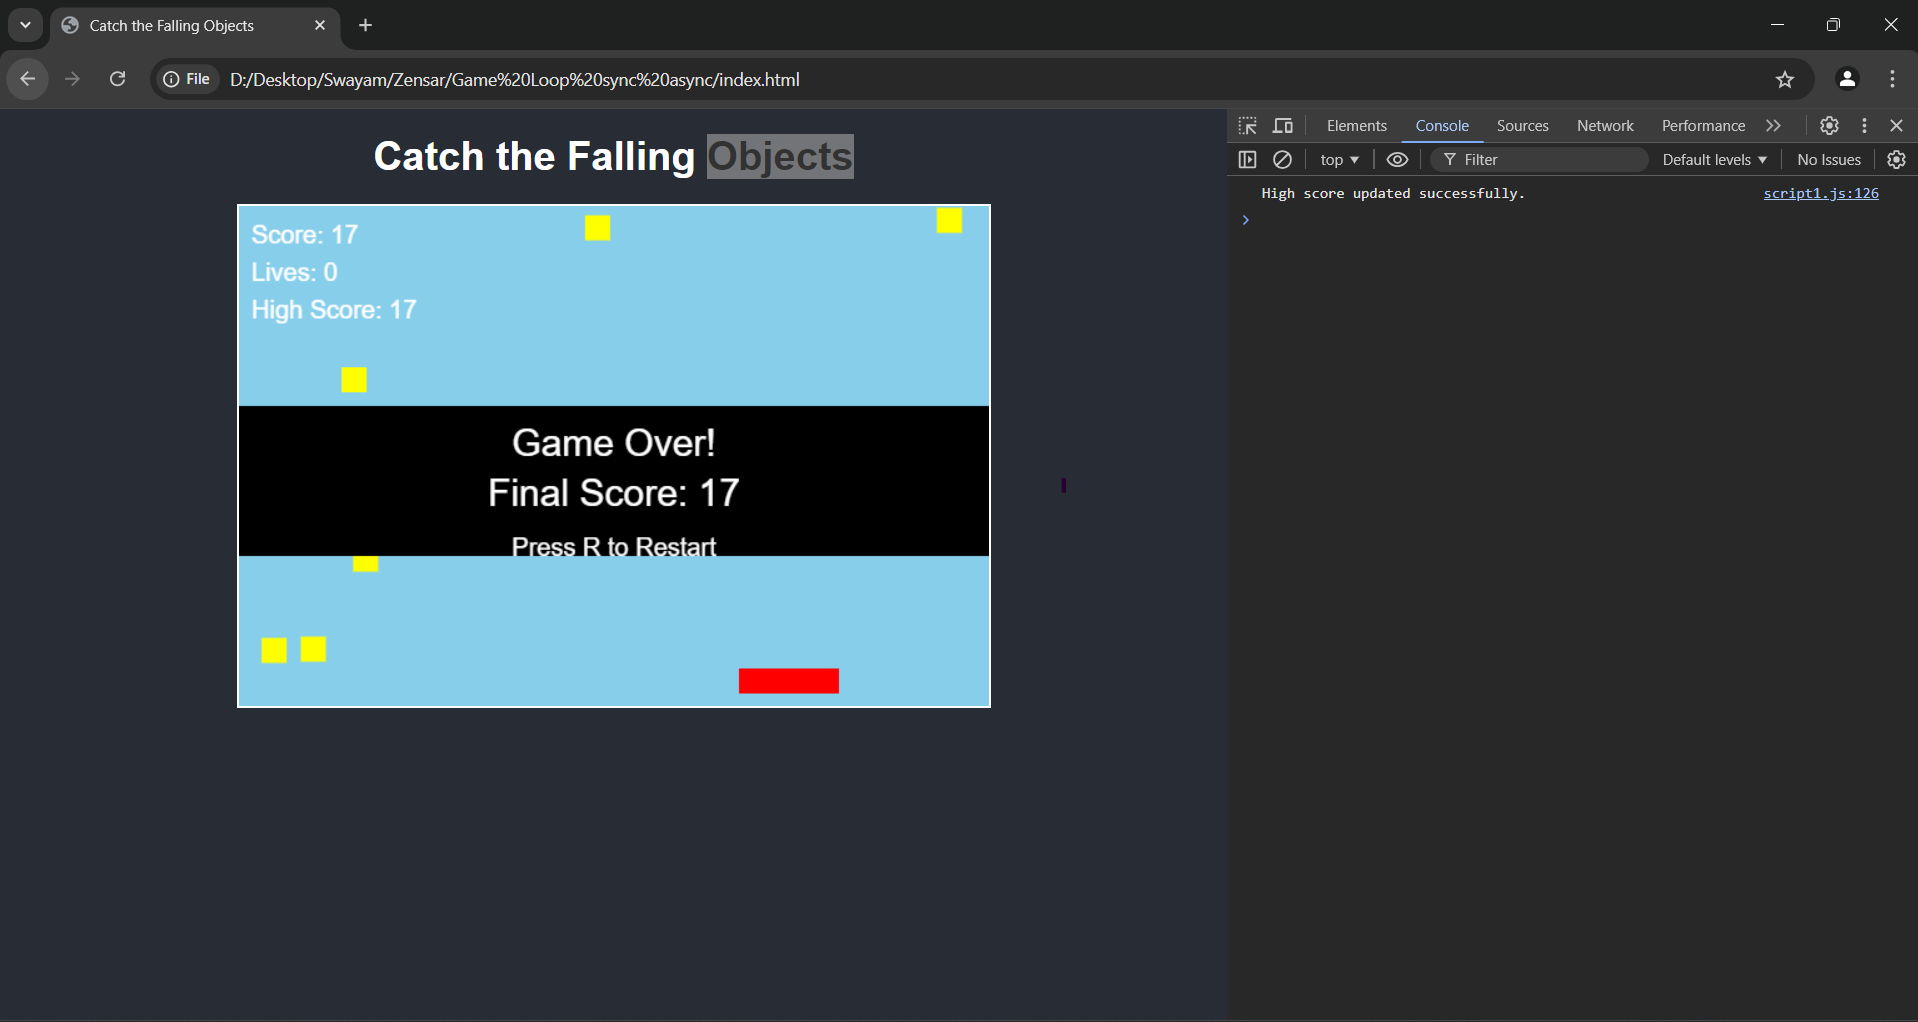 Catch the Falling Objects
File D:/Desktop/Swayam/Zensar/Game%20Loop%20sync%20async/index.html
Catch the Falling Objects
Score: 17
Lives: 0
High Score: 17
Game Over!
Final Score: 17
Press R to Restart
Elements Console Sources Network Performance
top Filter Default levels No Issues
High score updated successfully. script1.js:126